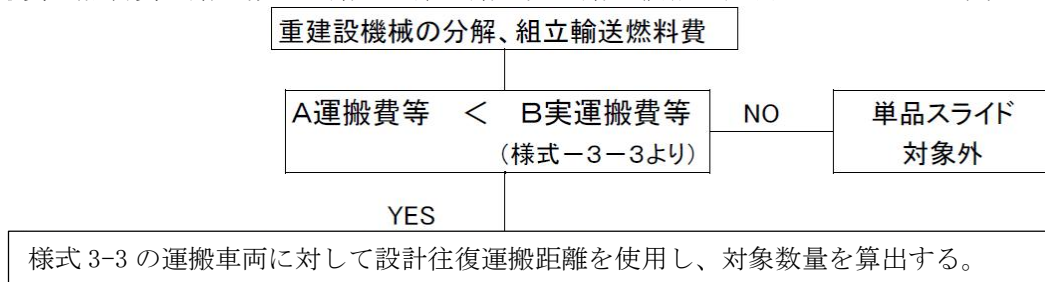 重建設機械の分解、組立輸送燃料費
A運搬費等 ＜ B実運搬費等
NO
単品スライド
(様式－3－3より)
対象外
YES
様式 3-3 の運搬車両に対して設計往復運搬距離を使用し、対象数量を算出する。